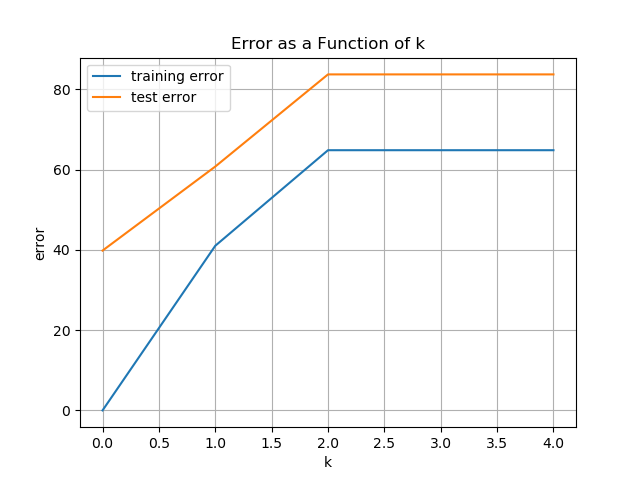 Error as a Function of k
training error
test error
error
80
60
40
20
0
0.0 0.5 1.0 1.5 2.0 2.5 3.0 3.5 4.0
k